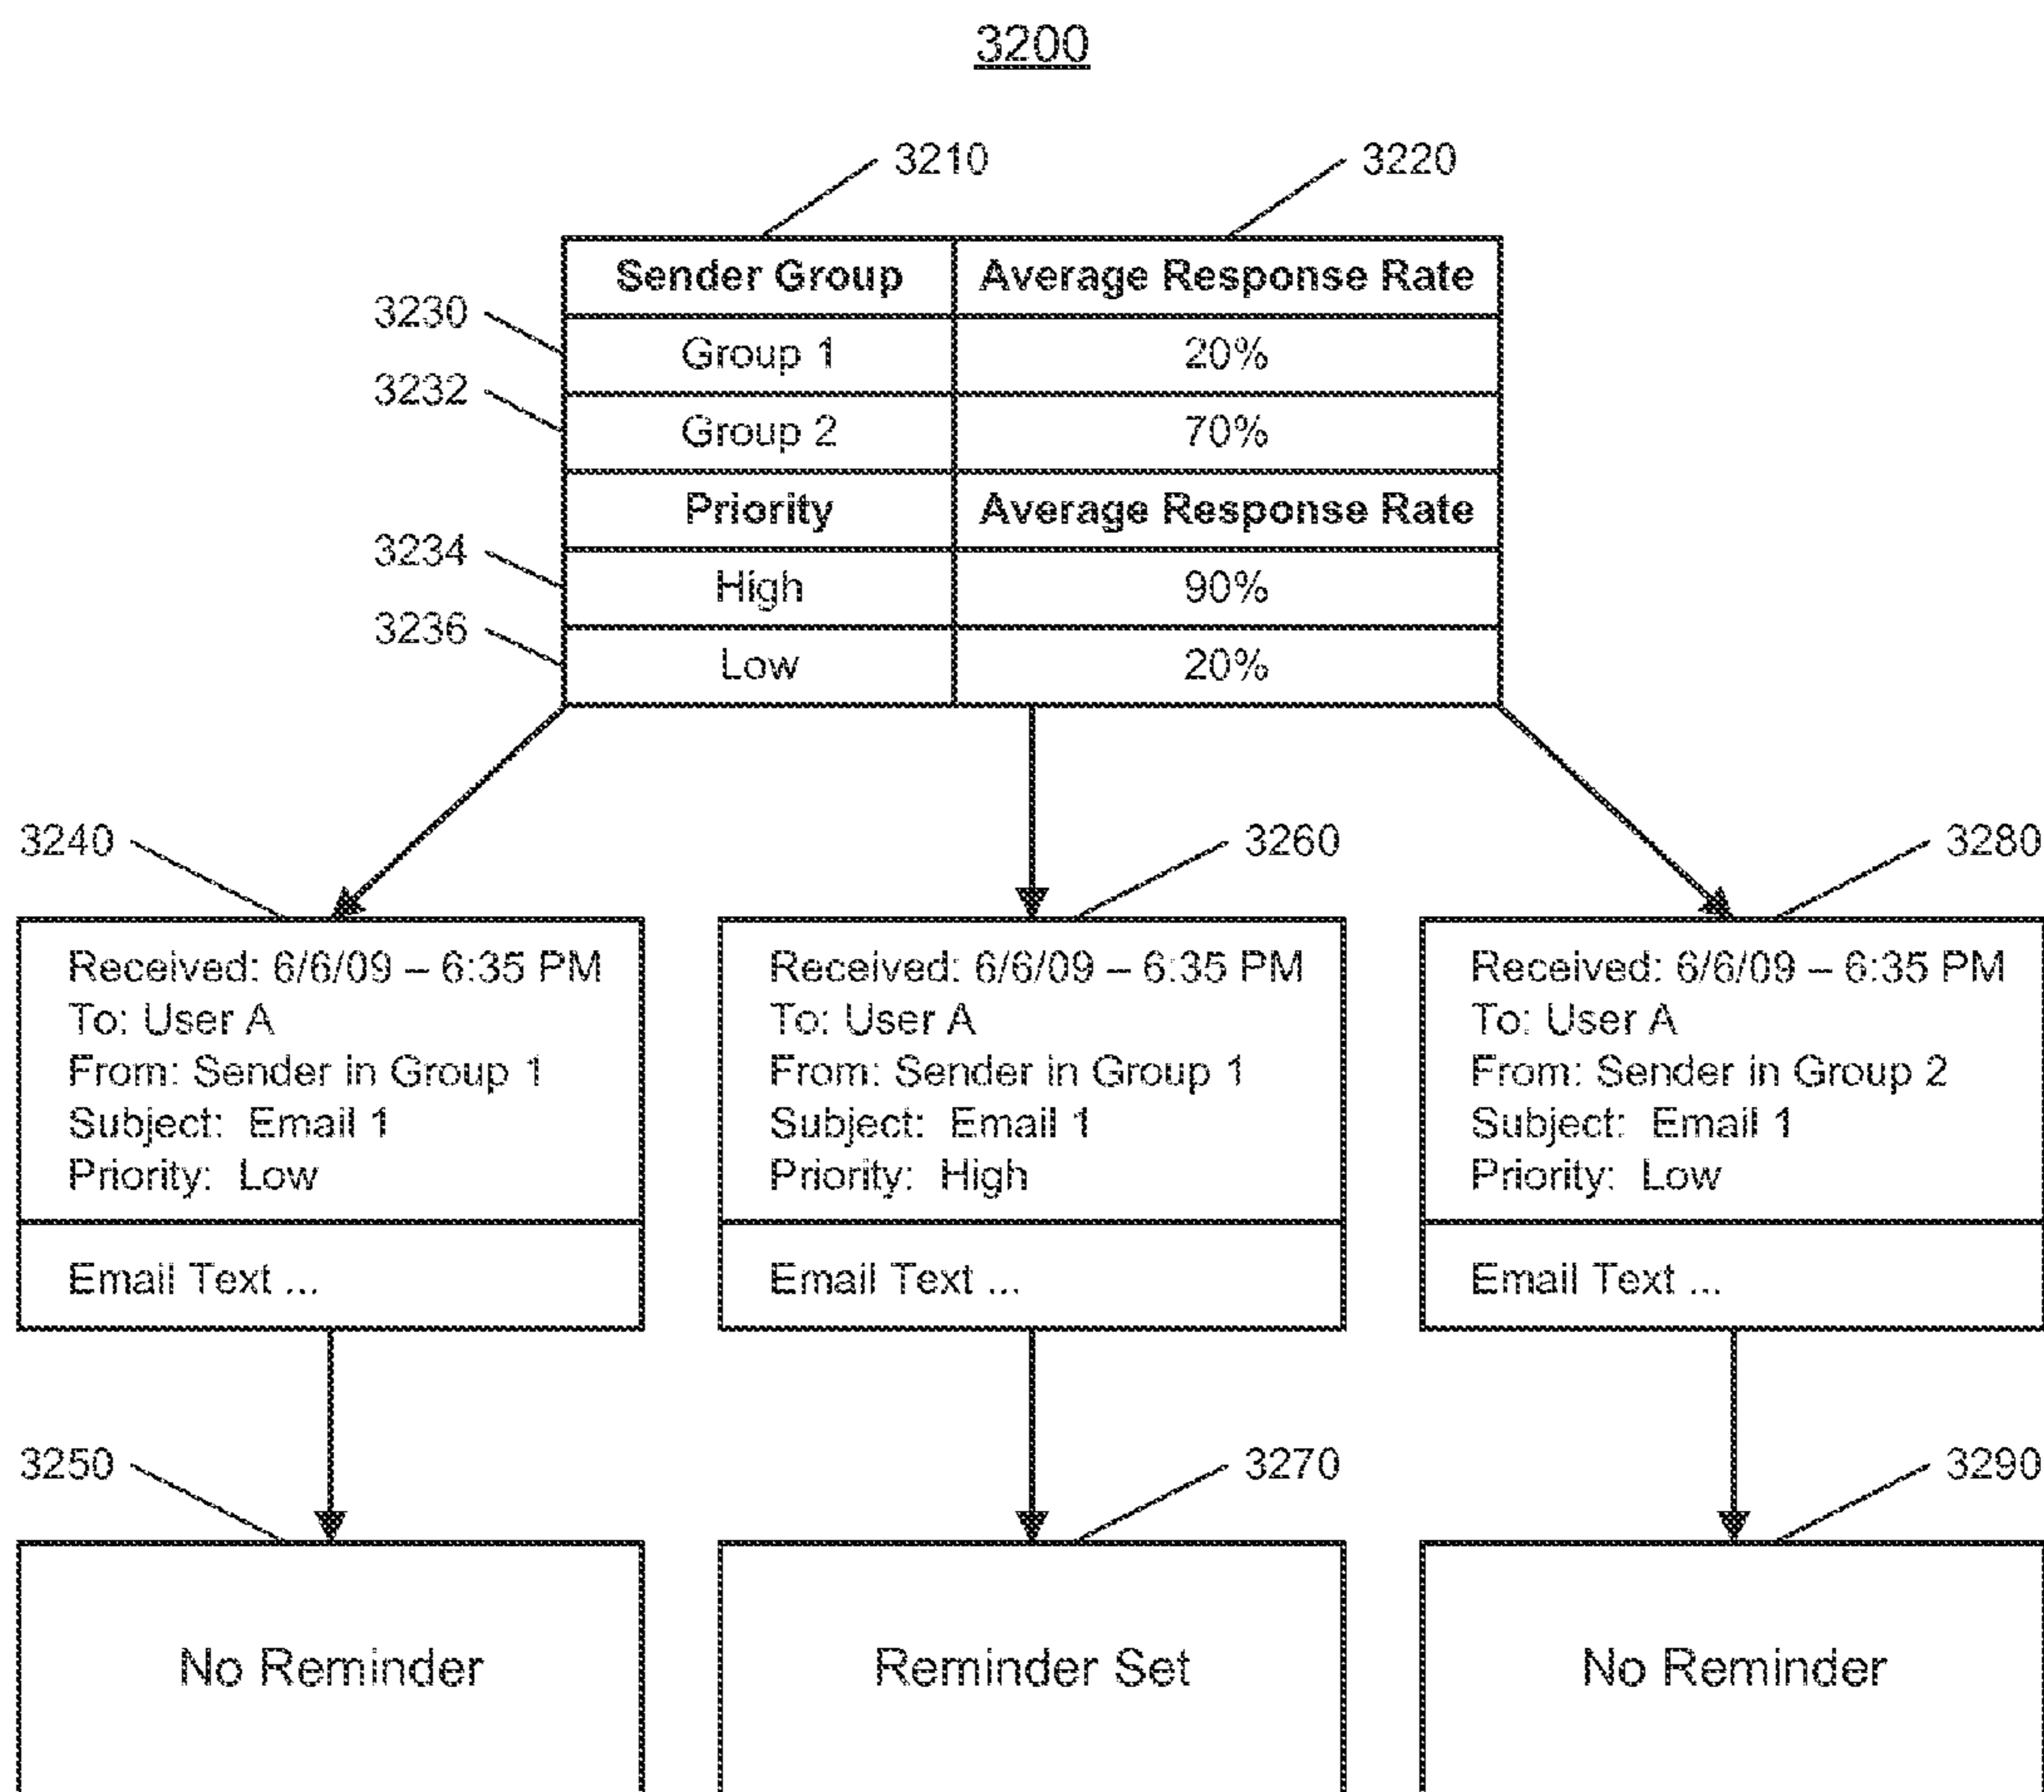 3200
3210 3220
Sender Group Average Response Rate
3230
Group 1 20%
3232
Group 2 70%
Priority Average Response Rate
3234
High 90%
3236
Low 20%
3240 3260 3280
Received: 6/6/09 – 6:35 PM
To: User A
From: Sender in Group 1
Subject: Email 1
Priority: Low
Email Text ...
Received: 6/6/09 – 6:35 PM
To: User A
From: Sender in Group 1
Subject: Email 1
Priority: High
Email Text ...
Received: 6/6/09 – 6:35 PM
To: User A
From: Sender in Group 2
Subject: Email 1
Priority: Low
Email Text ...
3250 3270 3290
No Reminder
Reminder Set
No Reminder